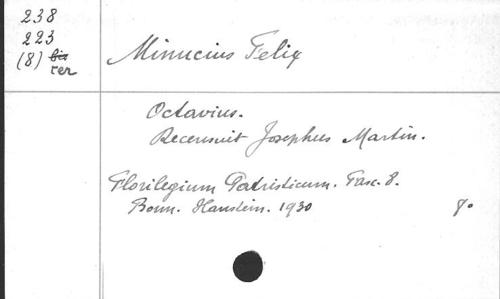 238
223
(8) bis
ter
Minucius Felix
Octavius.
Recensuit Josephus Martin.
Florilegium Patristicum. Fasc. 8.
Bonn. Hanstein. 1930 8°